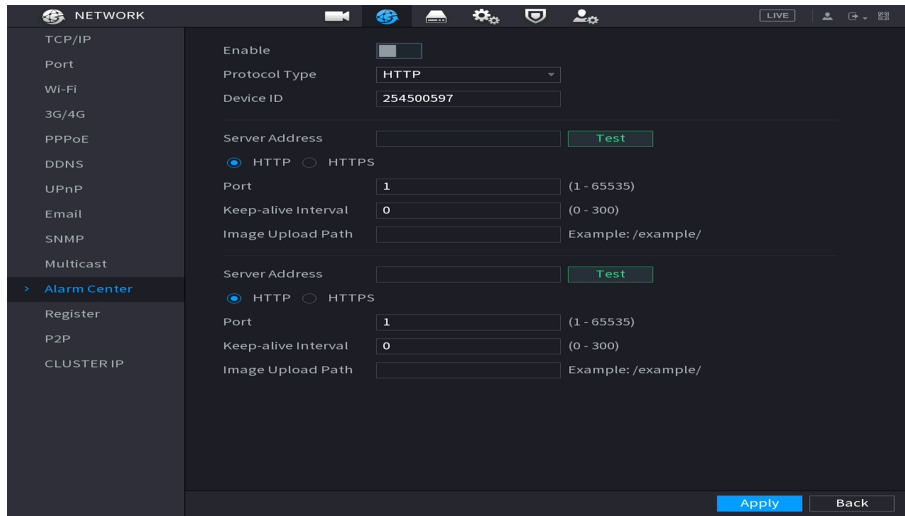 NETWORK
LIVE
TCP/IP
Port
Wi-Fi
3G/4G
PPPoE
DDNS
UPnP
Email
SNMP
Multicast
> Alarm Center
Register
P2P
CLUSTER IP
Enable
Protocol Type HTTP
Device ID 254500597
Server Address Test
HTTP HTTPS
Port 1 (1 - 65535)
Keep-alive Interval 0 (0 - 300)
Image Upload Path Example: /example/
Server Address Test
HTTP HTTPS
Port 1 (1 - 65535)
Keep-alive Interval 0 (0 - 300)
Image Upload Path Example: /example/
Apply Back